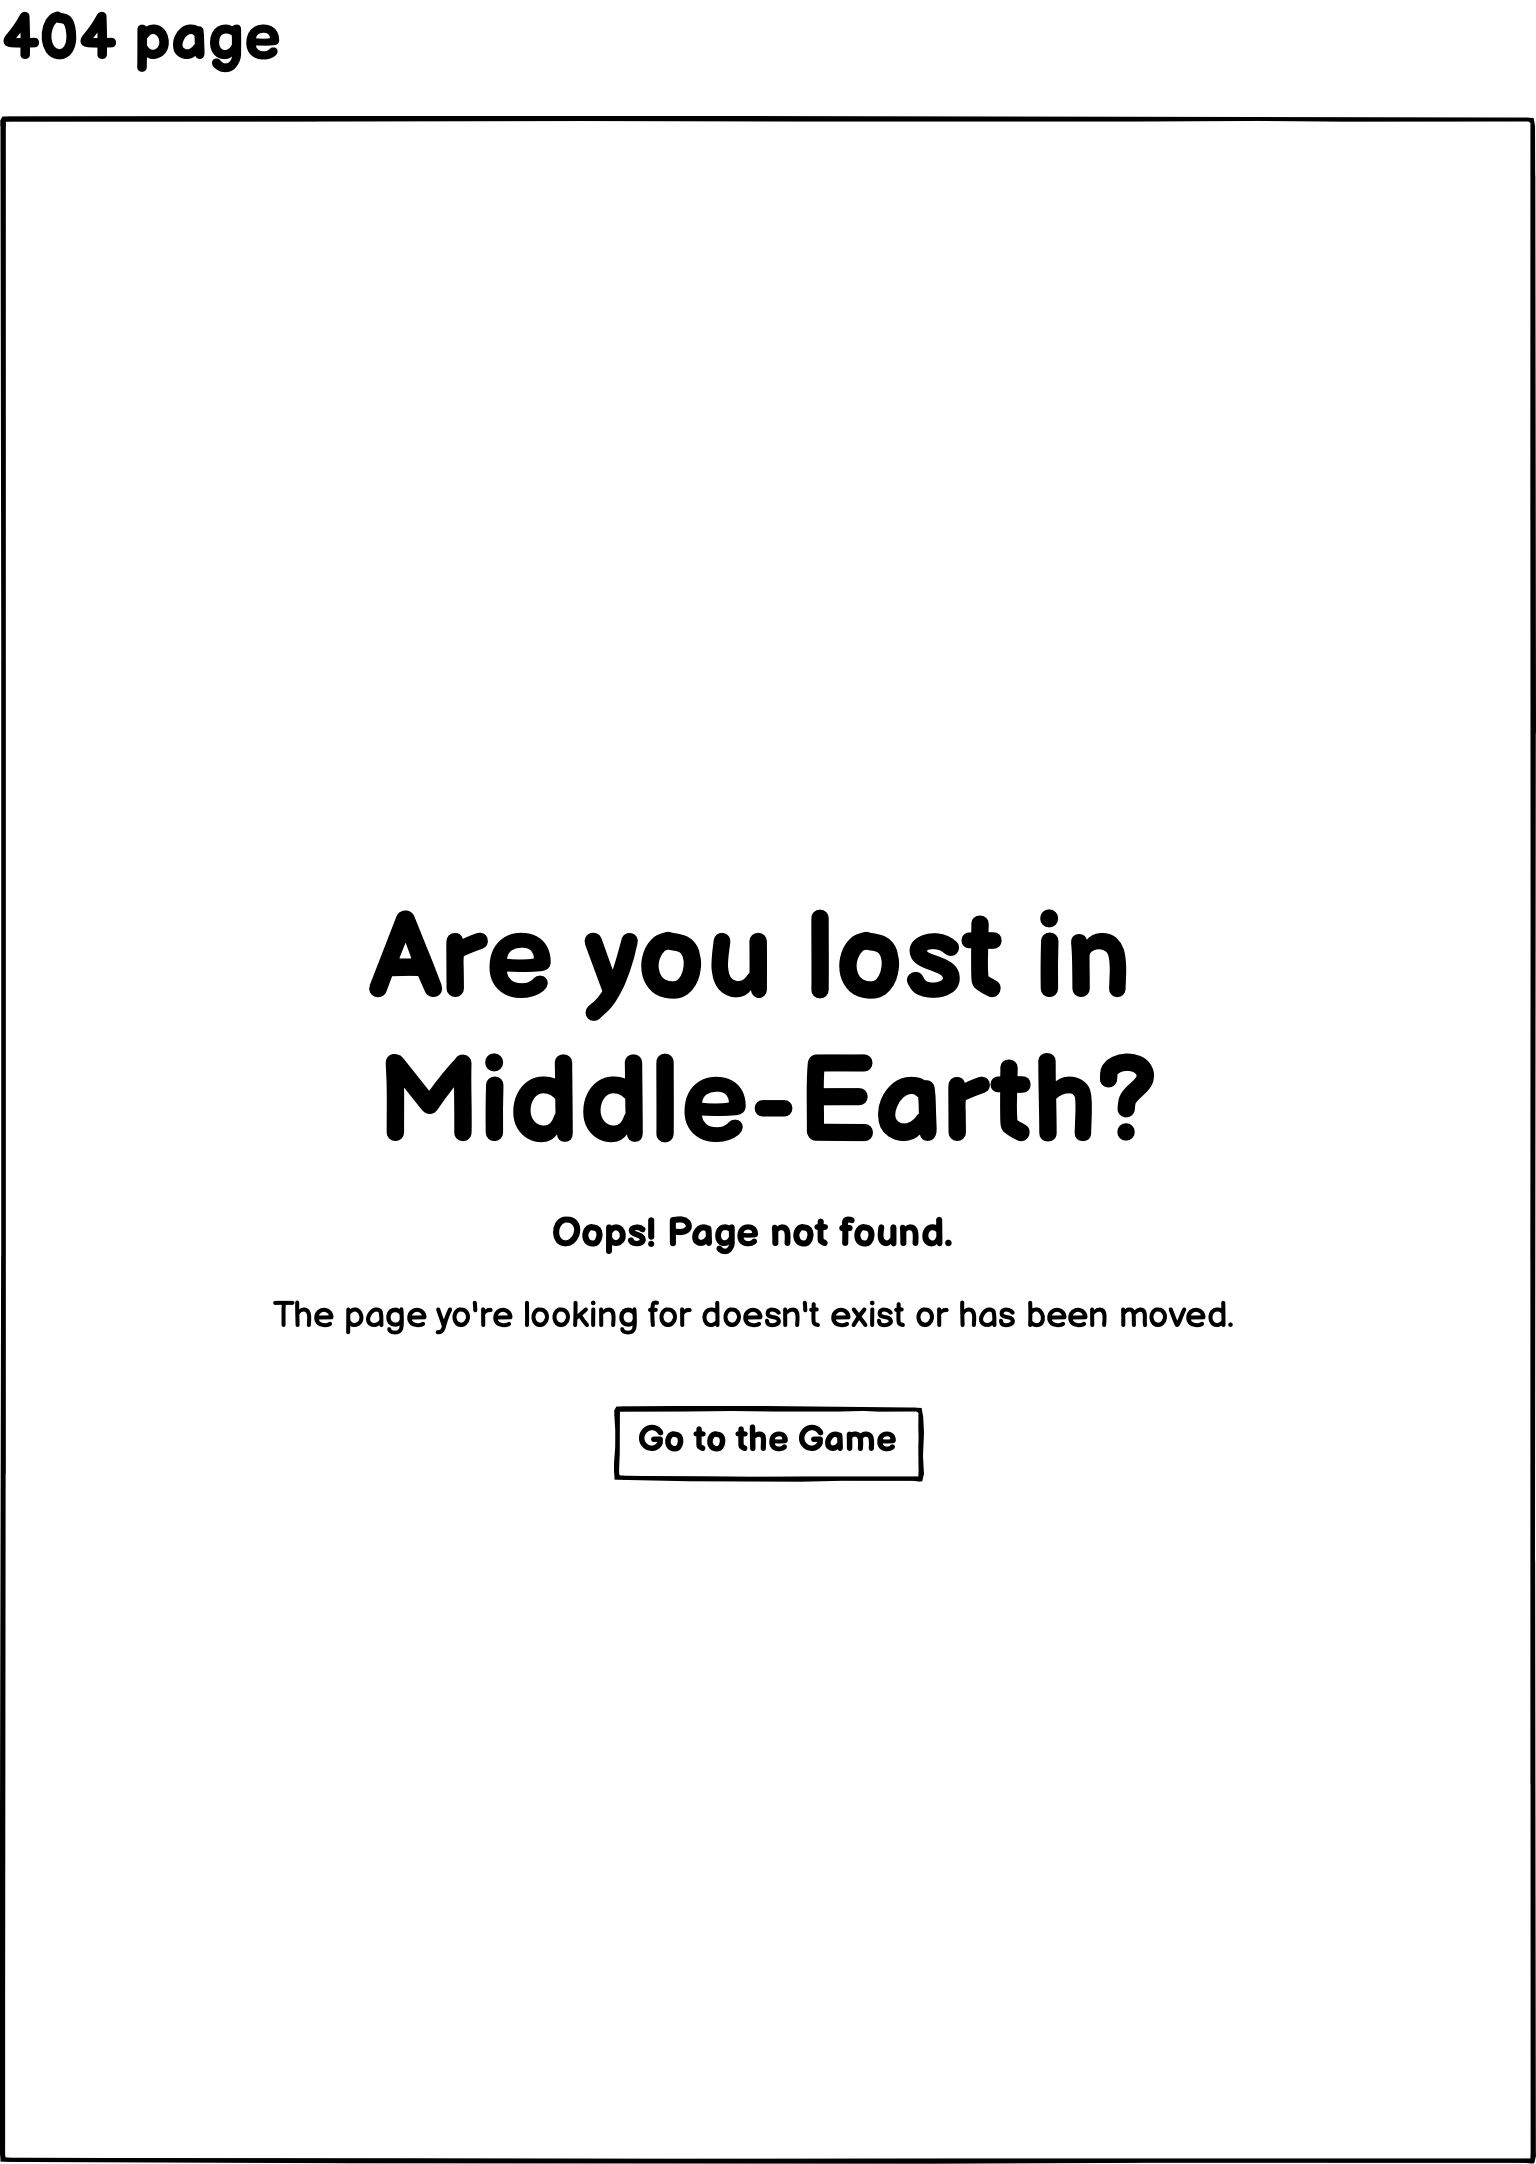 404 page
Are you lost in
Middle-Earth?
Oops! Page not found.
The page yo're looking for doesn't exist or has been moved.
Go to the Game